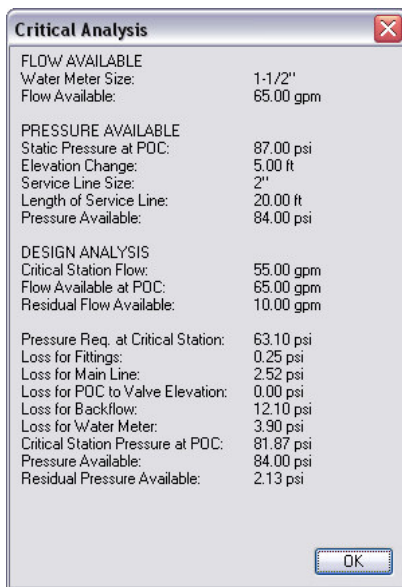 Critical Analysis
FLOW AVAILABLE
Water Meter Size: 1-1/2"
Flow Available: 65.00 gpm
PRESSURE AVAILABLE
Static Pressure at POC: 87.00 psi
Elevation Change: 5.00 ft
Service Line Size: 2"
Length of Service Line: 20.00 ft
Pressure Available: 84.00 psi
DESIGN ANALYSIS
Critical Station Flow: 55.00 gpm
Flow Available at POC: 65.00 gpm
Residual Flow Available: 10.00 gpm
Pressure Req. at Critical Station: 63.10 psi
Loss for Fittings: 0.25 psi
Loss for Main Line: 2.52 psi
Loss for POC to Valve Elevation: 0.00 psi
Loss for Backflow: 12.10 psi
Loss for Water Meter: 3.90 psi
Critical Station Pressure at POC: 81.87 psi
Pressure Available: 84.00 psi
Residual Pressure Available: 2.13 psi
OK